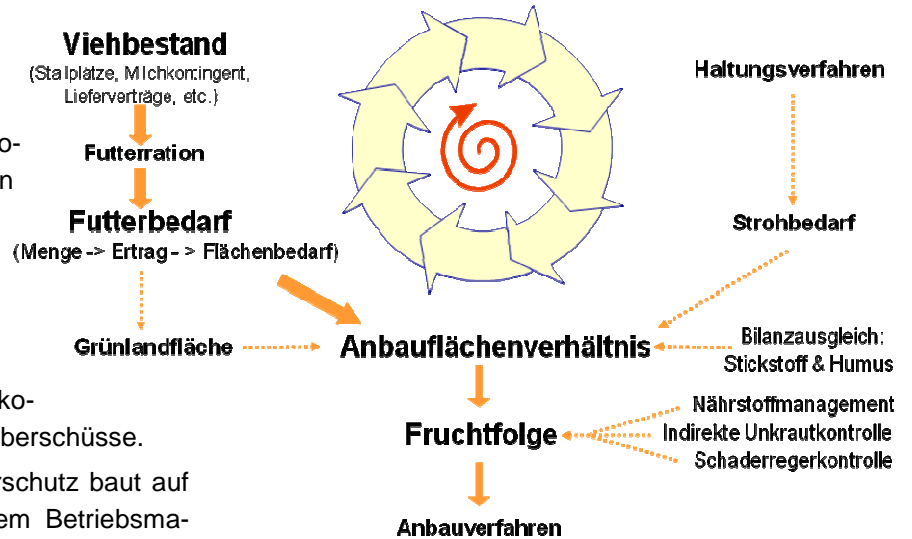 Viehbestand
(Stallplätze, Milchkontingent,
Lieferverträge, etc.)
Futterration
Futterbedarf
(Menge -> Ertrag - > Flächenbedarf)
Grünlandfläche
Haltungsverfahren
Strohbedarf
Anbauflächenverhältnis
Bilanzausgleich:
Stickstoff & Humus
Fruchtfolge
Nährstoffmanagement
Indirekte Unkrautkontrolle
Schaderregerkontrolle
Anbauverfahren
o-
n
ko-
berschüsse.
rschutz baut auf
em Betriebsma-